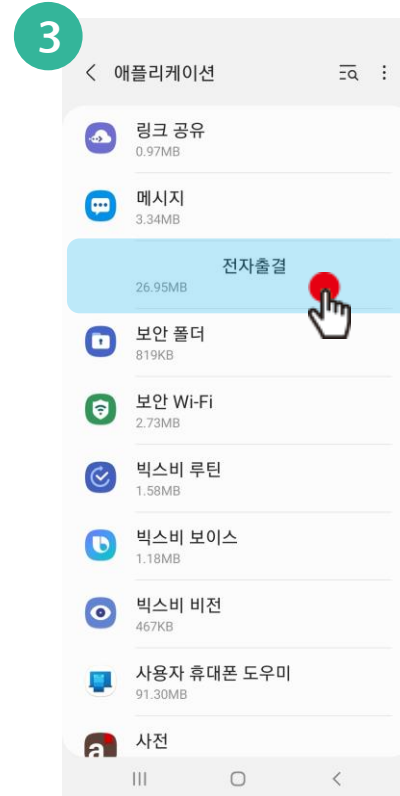 3
애플리케이션
링크 공유
0.97MB
메시지
3.34MB
전자출결
26.95MB
보안 폴더
819KB
보안 Wi-Fi
2.73MB
빅스비 루틴
1.58MB
빅스비 보이스
1.18MB
빅스비 비전
467KB
사용자 휴대폰 도우미
91.30MB
a
사전